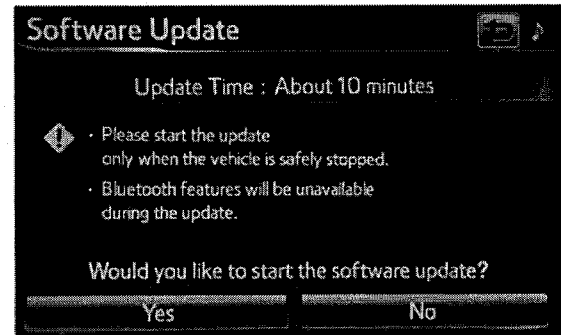 Software Update
Update Time : About 10 minutes
· Please start the update
only when the vehicle is safely stopped.
· Bluetooth features will be unavailable
during the update.
Would you like to start the software update?
Yes No